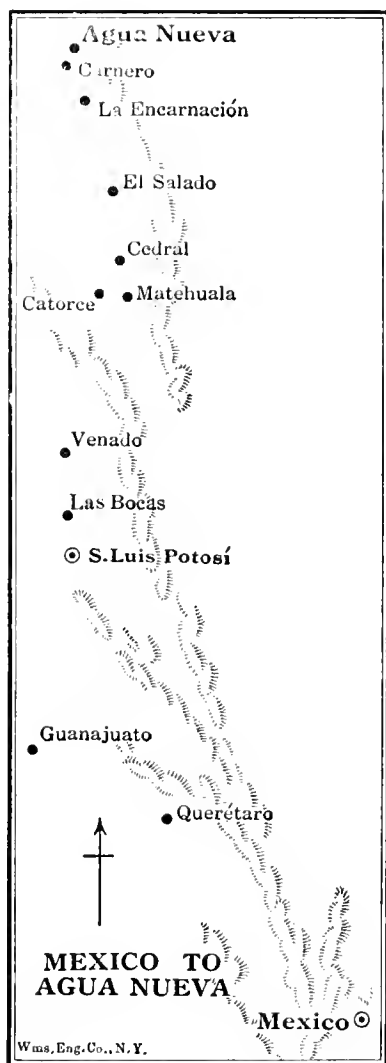 Agua Nueva
Carnero
La Encarnación
El Salado
Cedral
Catorce
Matehuala
Venado
Las Bocas
S. Luis Potosí
Guanajuato
Querétaro
MEXICO TO
AGUA NUEVA
Mexico
Wms. Eng. Co., N.Y.